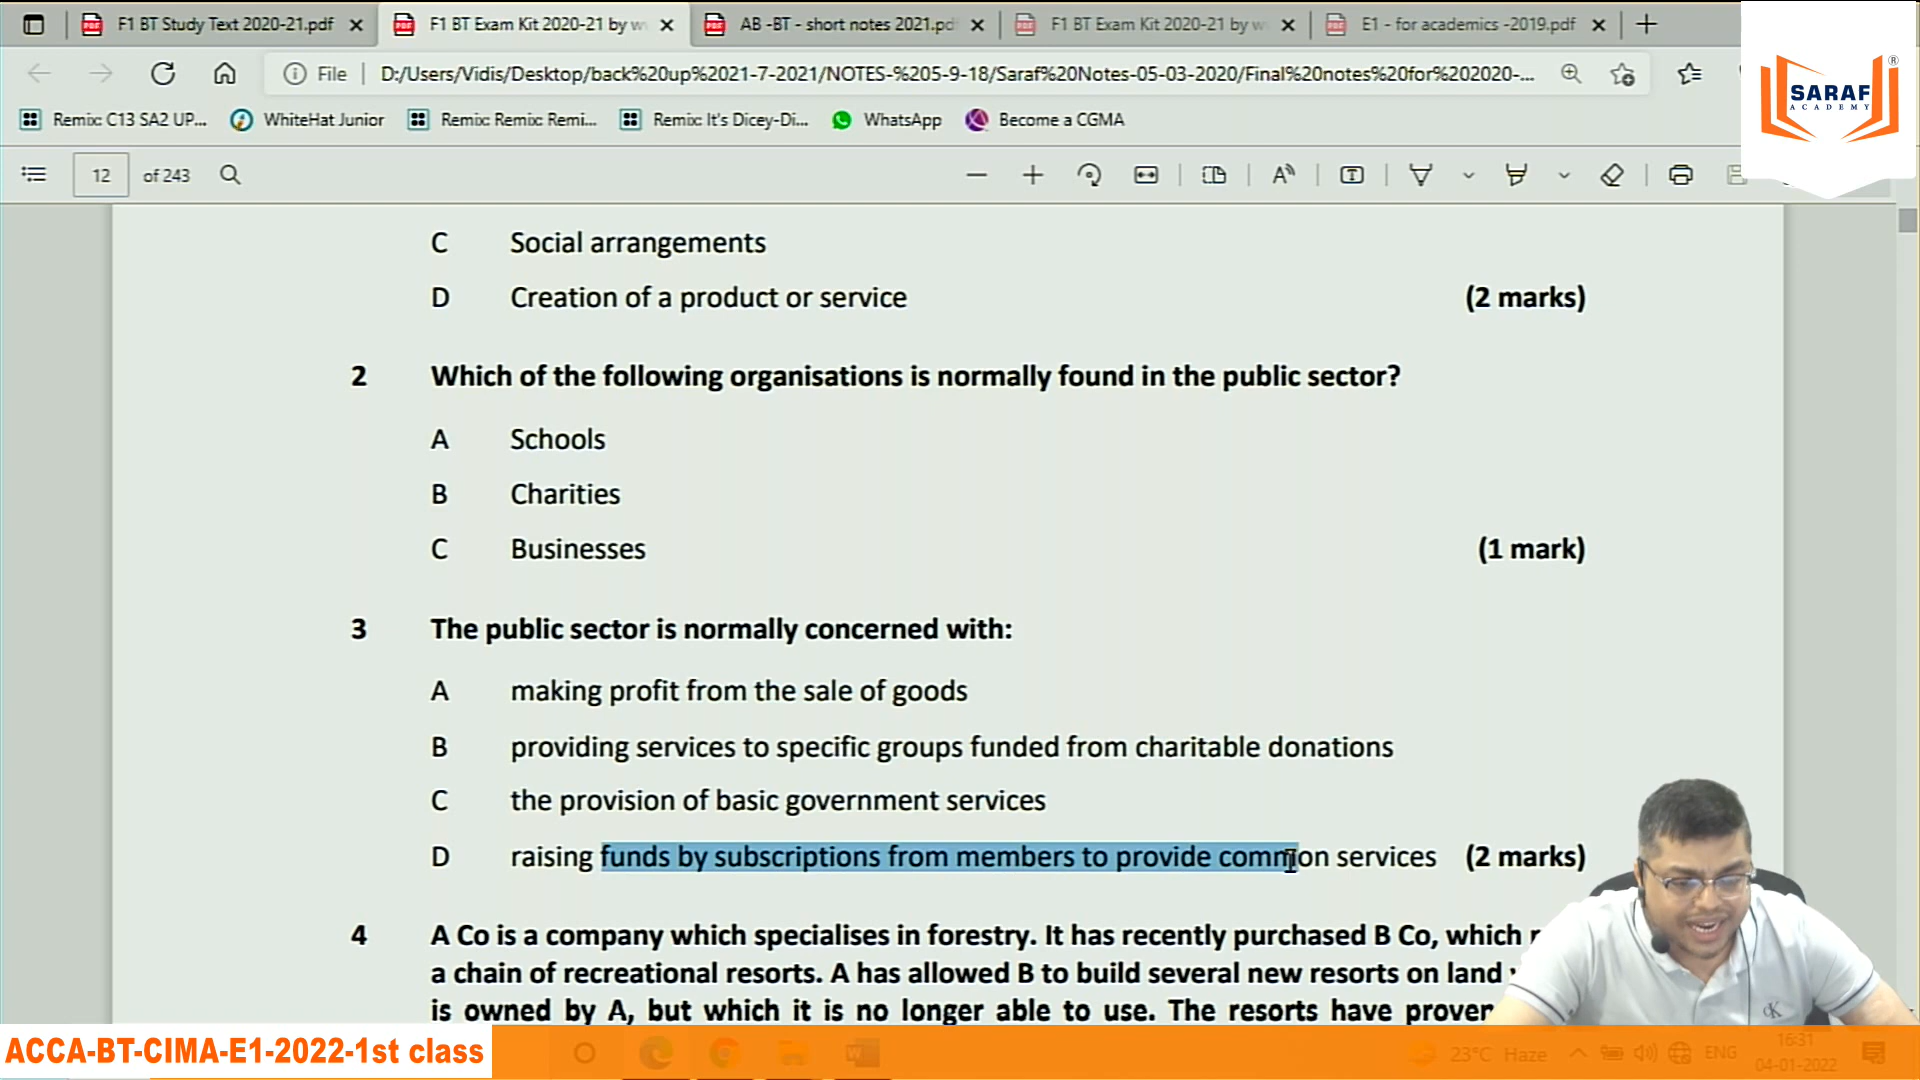 F1 BT Study Text 2020-21.pdf
F1 BT Exam Kit 2020-21 by w
AB -BT - short notes 2021.pd
F1 BT Exam Kit 2020-21 by w
E1 - for academics -2019.pdf
File
D:/Users/Vidis/Desktop/back%20up%2021-7-2021/NOTES-%205-9-18/Saraf%20Notes-05-03-2020/Final%20notes%20for%202020-...
SARAF
ACADEMY
®
Remix: C13 SA2 UP...
WhiteHat Junior
Remix: Remix: Remi...
Remix: It's Dicey-Di...
WhatsApp
Become a CGMA
12 of 243
C Social arrangements
D Creation of a product or service (2 marks)
2 Which of the following organisations is normally found in the public sector?
A Schools
B Charities
C Businesses (1 mark)
3 The public sector is normally concerned with:
A making profit from the sale of goods
B providing services to specific groups funded from charitable donations
C the provision of basic government services
D raising funds by subscriptions from members to provide common services (2 marks)
4 A Co is a company which specialises in forestry. It has recently purchased B Co, which
a chain of recreational resorts. A has allowed B to build several new resorts on land
is owned by A, but which it is no longer able to use. The resorts have proven
CK
ACCA-BT-CIMA-E1-2022-1st class
23°C Haze
ENG
16:31
04-01-2022